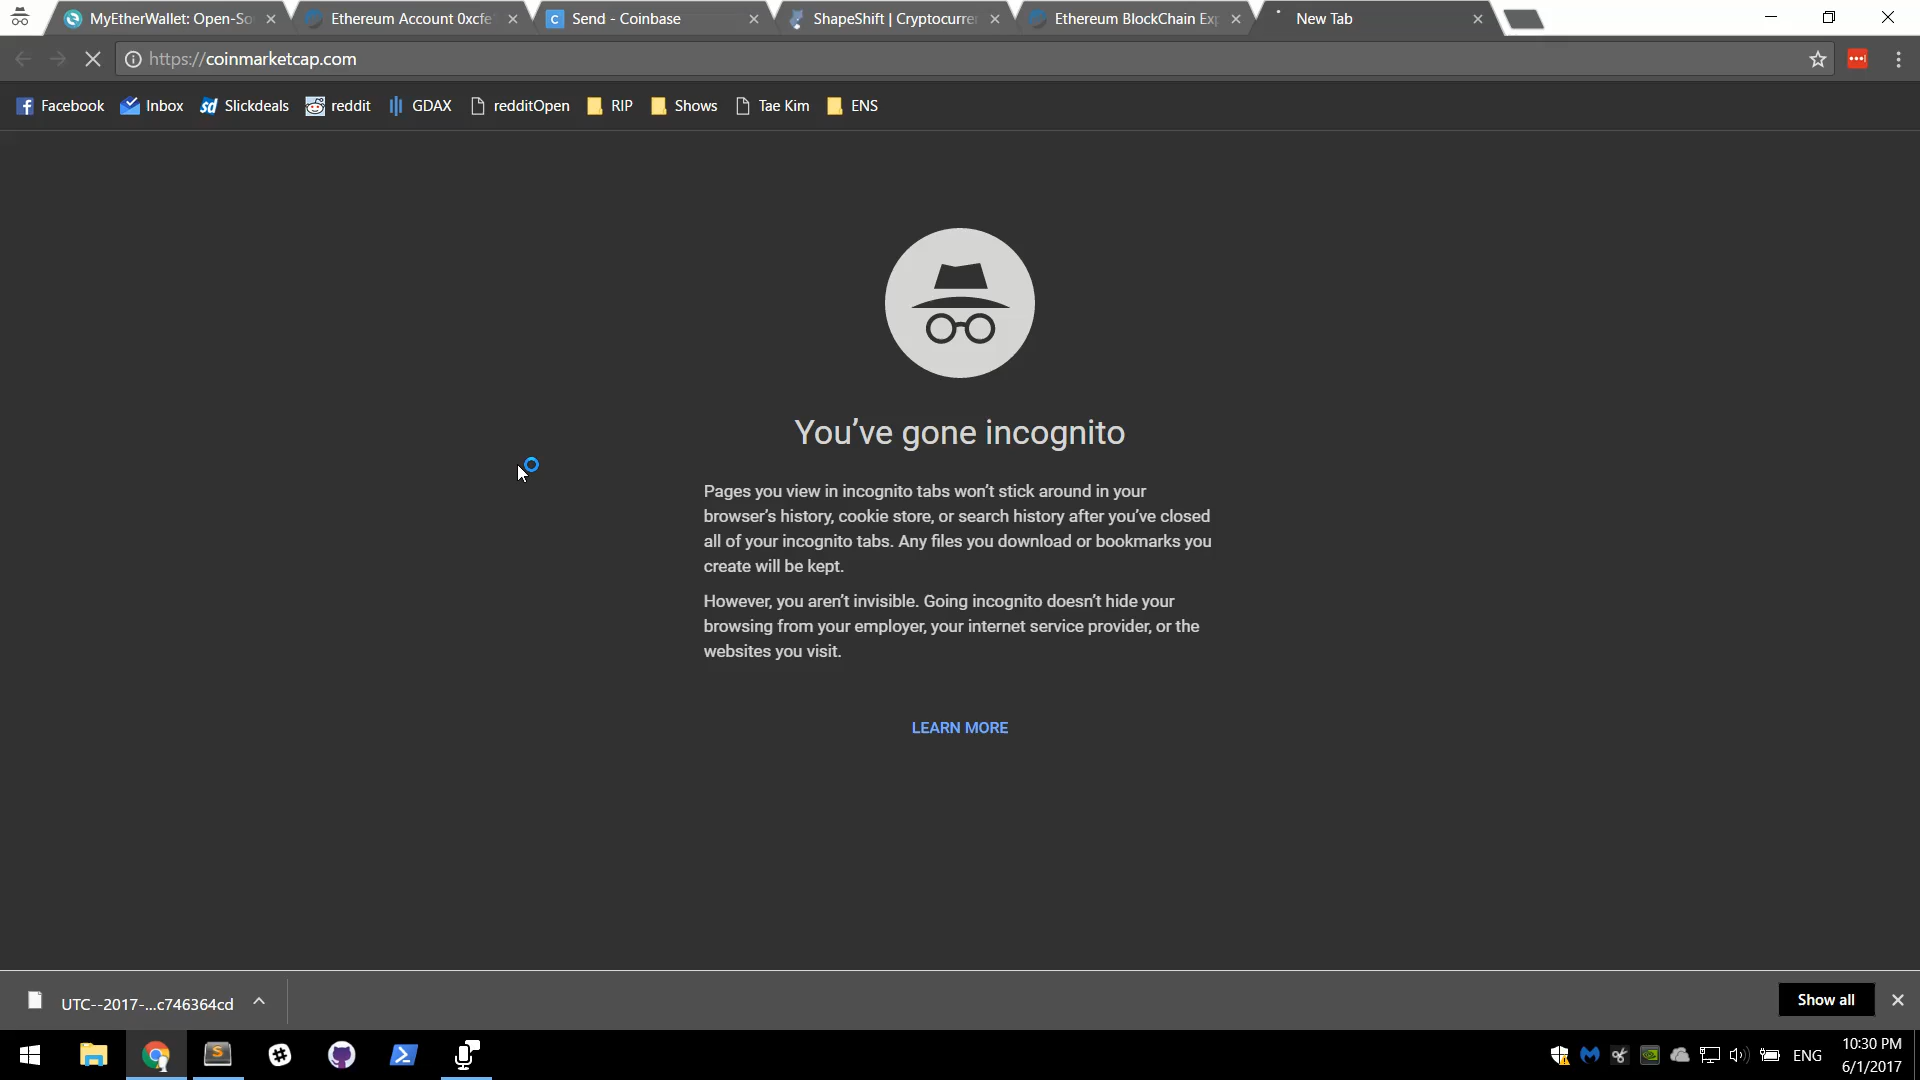 MyEtherWallet: Open-So
Ethereum Account 0xcfe
Send - Coinbase
ShapeShift | Cryptocurre
Ethereum BlockChain Exp
New Tab
https://coinmarketcap.com
Facebook
Inbox
Slickdeals
reddit
GDAX
redditOpen
RIP
Shows
Tae Kim
ENS
You've gone incognito
Pages you view in incognito tabs won't stick around in your
browser's history, cookie store, or search history after you've closed
all of your incognito tabs. Any files you download or bookmarks you
create will be kept.
However, you aren't invisible. Going incognito doesn't hide your
browsing from your employer, your internet service provider, or the
websites you visit.
LEARN MORE
UTC--2017-...c746364cd
Show all
ENG
10:30 PM
6/1/2017